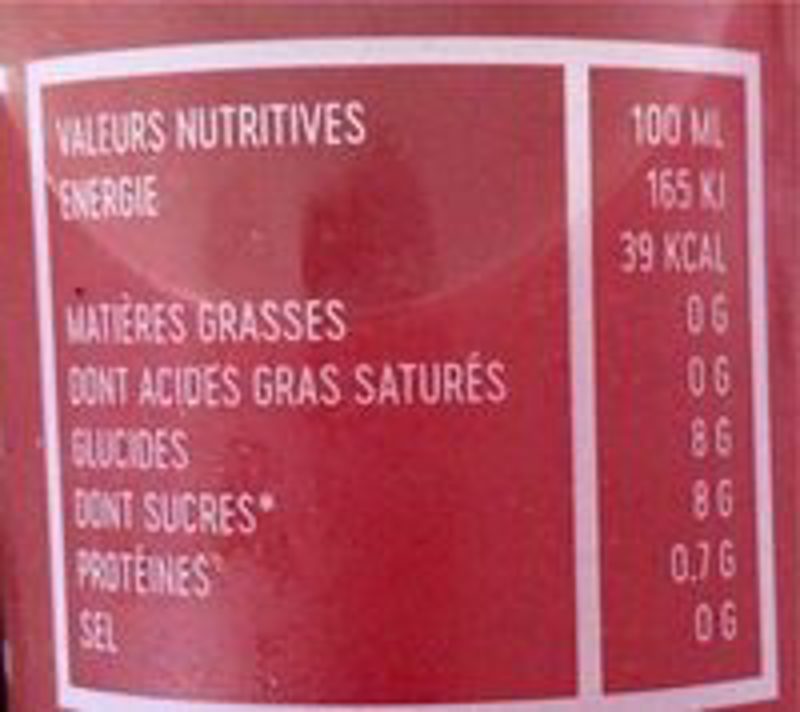 VALEURS NUTRITIVES 100 ML
ENERGIE 165 KJ
39 KCAL
MATIÈRES GRASSES 0 G
DONT ACIDES GRAS SATURÉS 0 G
GLUCIDES 8 G
DONT SUCRES* 8 G
PROTÉINES 0,7 G
SEL 0 G